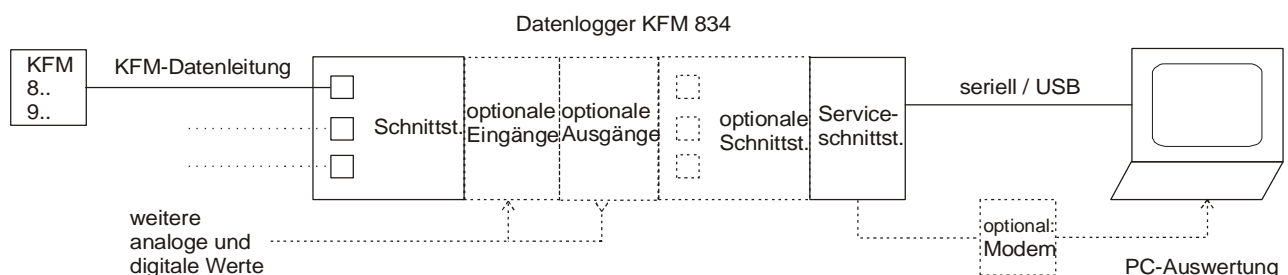 Datenlogger KFM 834
KFM
8..
9..
KFM-Datenleitung
Schnittst.
optionale
Eingänge
optionale
Ausgänge
optionale
Schnittst.
Service-
schnittst.
seriell / USB
weitere
analoge und
digitale Werte
optional:
Modem
PC-Auswertung